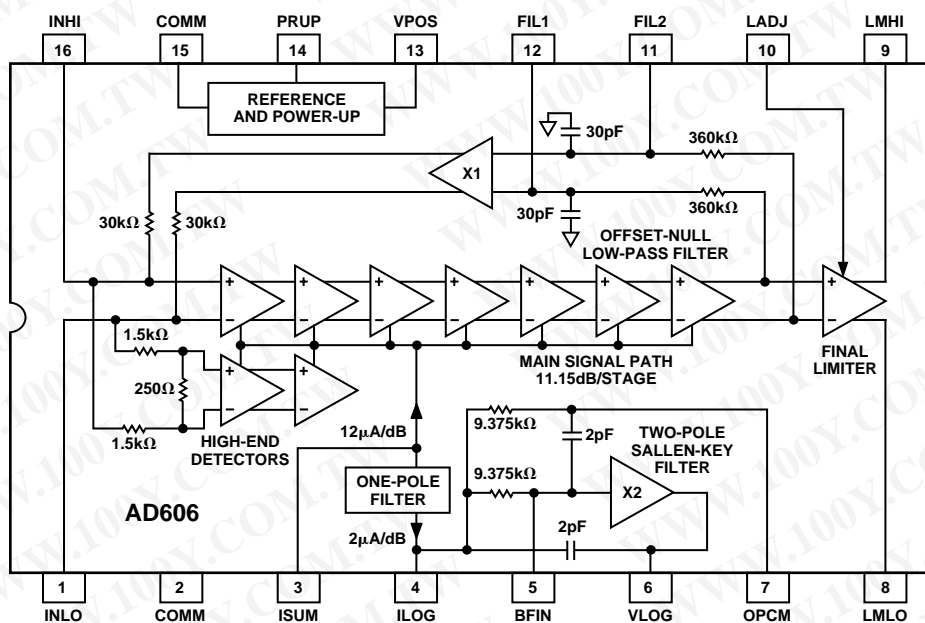 INHI COMM PRUP VPOS FIL1 FIL2 LADJ LMHI
16 15 14 13 12 11 10 9
REFERENCE
AND POWER-UP
30pF
360kΩ
X1
30kΩ 30kΩ
30pF
360kΩ
OFFSET-NULL
LOW-PASS FILTER
+ + + + + + + +
– – – – – – – –
1.5kΩ
250Ω
1.5kΩ
+ +
– –
HIGH-END
DETECTORS
MAIN SIGNAL PATH
11.15dB/STAGE
FINAL
LIMITER
12µA/dB
ONE-POLE
FILTER
2µA/dB
9.375kΩ
9.375kΩ
2pF
TWO-POLE
SALLEN-KEY
FILTER
X2
2pF
AD606
1 2 3 4 5 6 7 8
INLO COMM ISUM ILOG BFIN VLOG OPCM LMLO
WWW.100Y.COM.TW